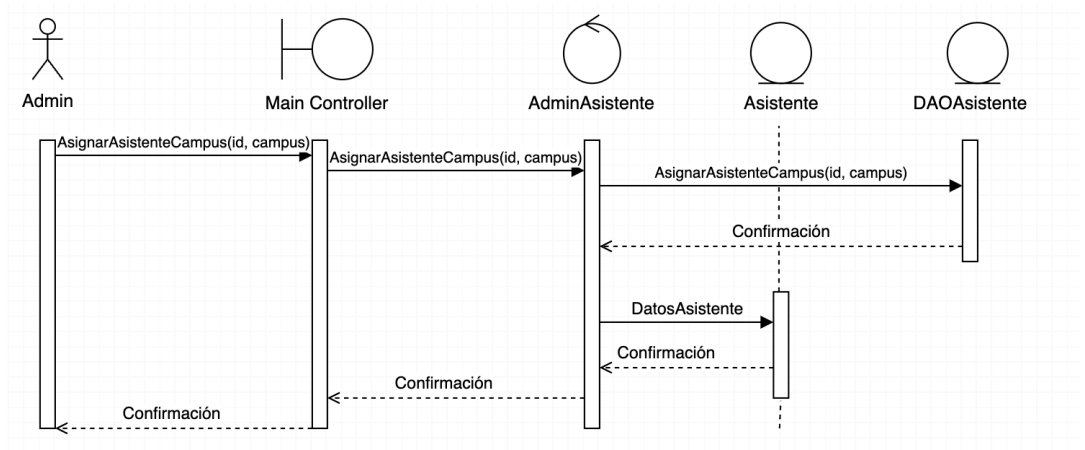 Admin
Main Controller
AdminAsistente
Asistente
DAOAsistente
AsignarAsistenteCampus(id, campus)
AsignarAsistenteCampus(id, campus)
AsignarAsistenteCampus(id, campus)
Confirmación
DatosAsistente
Confirmación
Confirmación
Confirmación